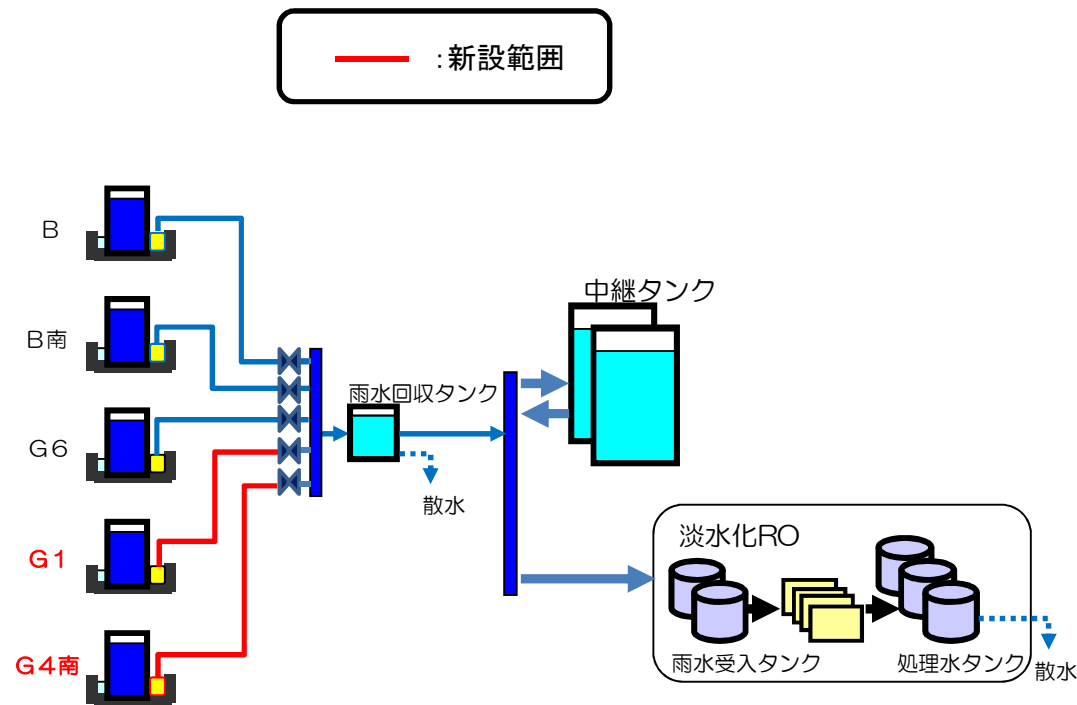 :新設範囲
B
B南
G6
G1
G4南
雨水回収タンク
散水
中継タンク
淡水化RO
雨水受入タンク
処理水タンク
散水